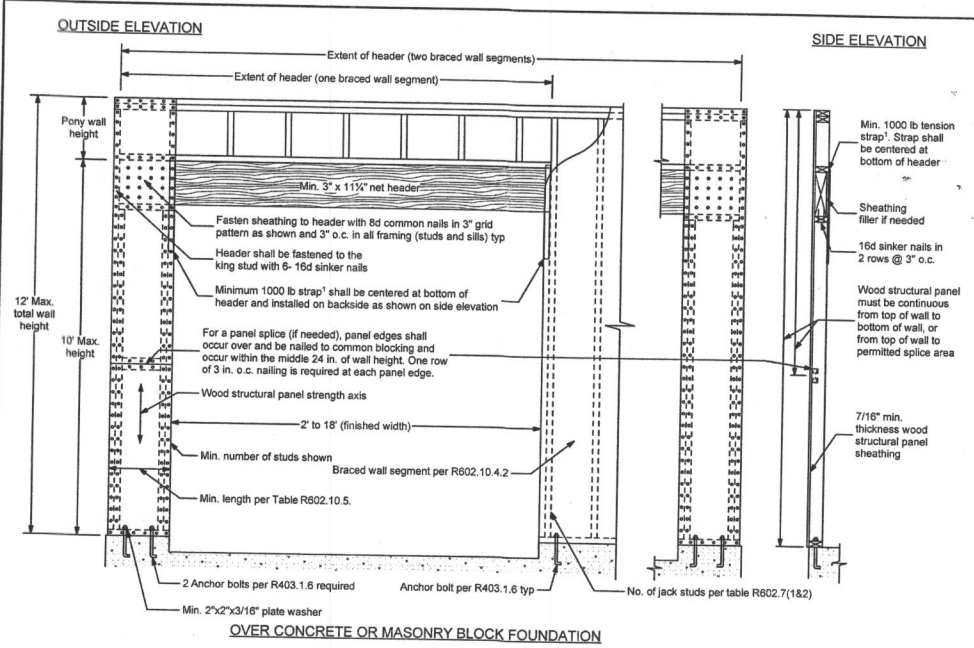 OUTSIDE ELEVATION
SIDE ELEVATION
Extent of header (two braced wall segments)
Extent of header (one braced wall segment)
Pony wall
height
Min. 3" x 11¼" net header
Fasten sheathing to header with 8d common nails in 3" grid
pattern as shown and 3" o.c. in all framing (studs and sills) typ
Header shall be fastened to the
king stud with 6- 16d sinker nails
Minimum 1000 lb strap¹ shall be centered at bottom of
header and installed on backside as shown on side elevation
12' Max.
total wall
height
10' Max.
height
For a panel splice (if needed), panel edges shall
occur over and be nailed to common blocking and
occur within the middle 24 in. of wall height. One row
of 3 in. o.c. nailing is required at each panel edge.
Wood structural panel strength axis
2' to 18' (finished width)
Min. number of studs shown
Braced wall segment per R602.10.4.2
Min. length per Table R602.10.5.
2 Anchor bolts per R403.1.6 required
Anchor bolt per R403.1.6 typ
No. of jack studs per table R602.7(1&2)
Min. 2"x2"x3/16" plate washer
Min. 1000 lb tension
strap¹. Strap shall
be centered at
bottom of header
Sheathing
filler if needed
16d sinker nails in
2 rows @ 3" o.c.
Wood structural panel
must be continuous
from top of wall to
bottom of wall, or
from top of wall to
permitted splice area
7/16" min.
thickness wood
structural panel
sheathing
OVER CONCRETE OR MASONRY BLOCK FOUNDATION